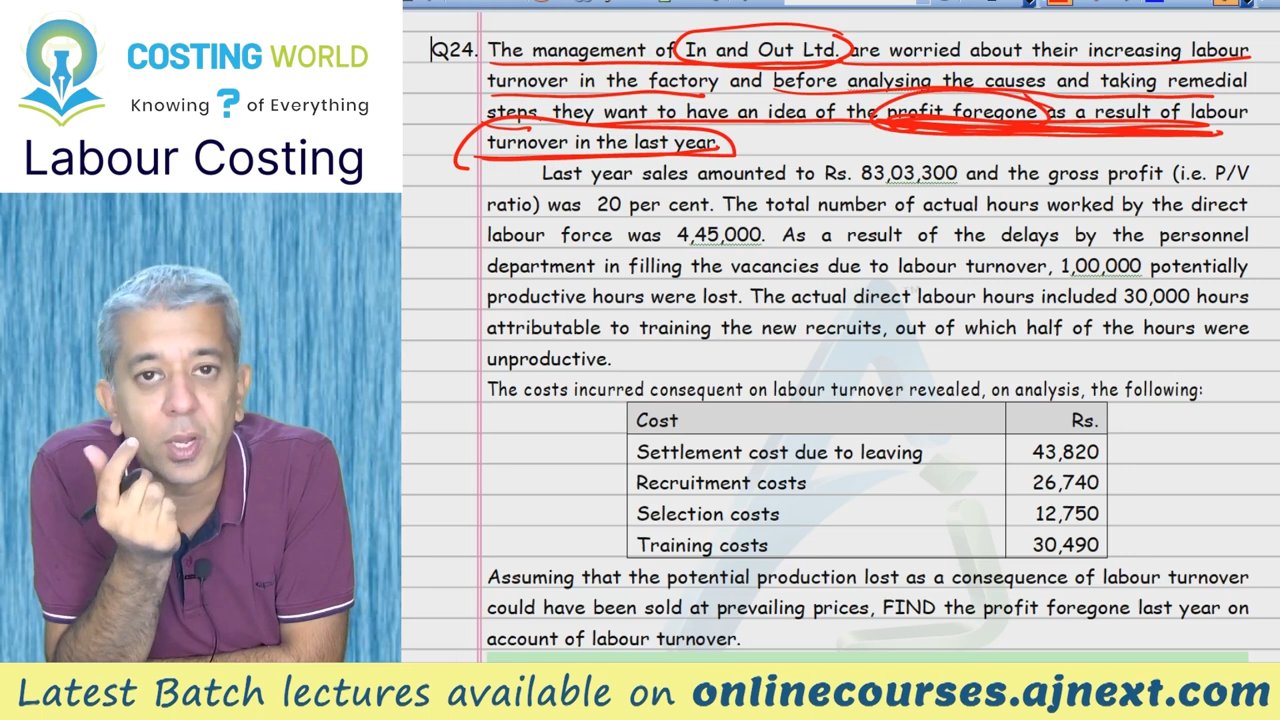 COSTING WORLD
Knowing ? of Everything
Labour Costing
Q24. The management of In and Out Ltd. are worried about their increasing labour
turnover in the factory and before analysing the causes and taking remedial
steps, they want to have an idea of the profit foregone as a result of labour
turnover in the last year.
Last year sales amounted to Rs. 83,03,300 and the gross profit (i.e. P/V
ratio) was 20 per cent. The total number of actual hours worked by the direct
labour force was 4,45,000. As a result of the delays by the personnel
department in filling the vacancies due to labour turnover, 1,00,000 potentially
productive hours were lost. The actual direct labour hours included 30,000 hours
attributable to training the new recruits, out of which half of the hours were
unproductive.
The costs incurred consequent on labour turnover revealed, on analysis, the following:
Cost Rs.
Settlement cost due to leaving 43,820
Recruitment costs 26,740
Selection costs 12,750
Training costs 30,490
Assuming that the potential production lost as a consequence of labour turnover
could have been sold at prevailing prices, FIND the profit foregone last year on
account of labour turnover.
Latest Batch lectures available on onlinecourses.ajnext.com